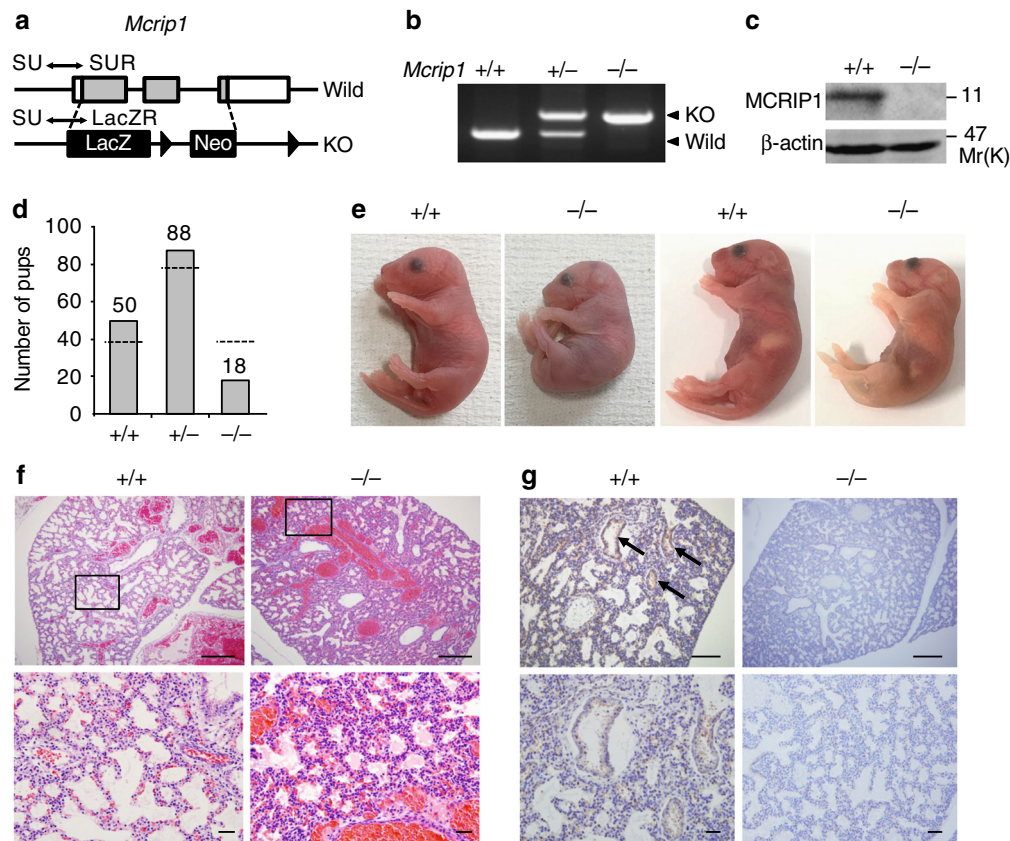 a
Mcrip1
SU SUR
Wild
SU LacZR
LacZ Neo KO
b
Mcrip1 +/+ +/− −/−
KO
Wild
c
+/+ −/−
MCRIP1 11
47
β-actin Mr(K)
d
Number of pups
100
80
60
40
20
0
50
88
18
+/+ +/− −/−
e
+/+ −/− +/+ −/−
f
+/+ −/−
g
+/+ −/−